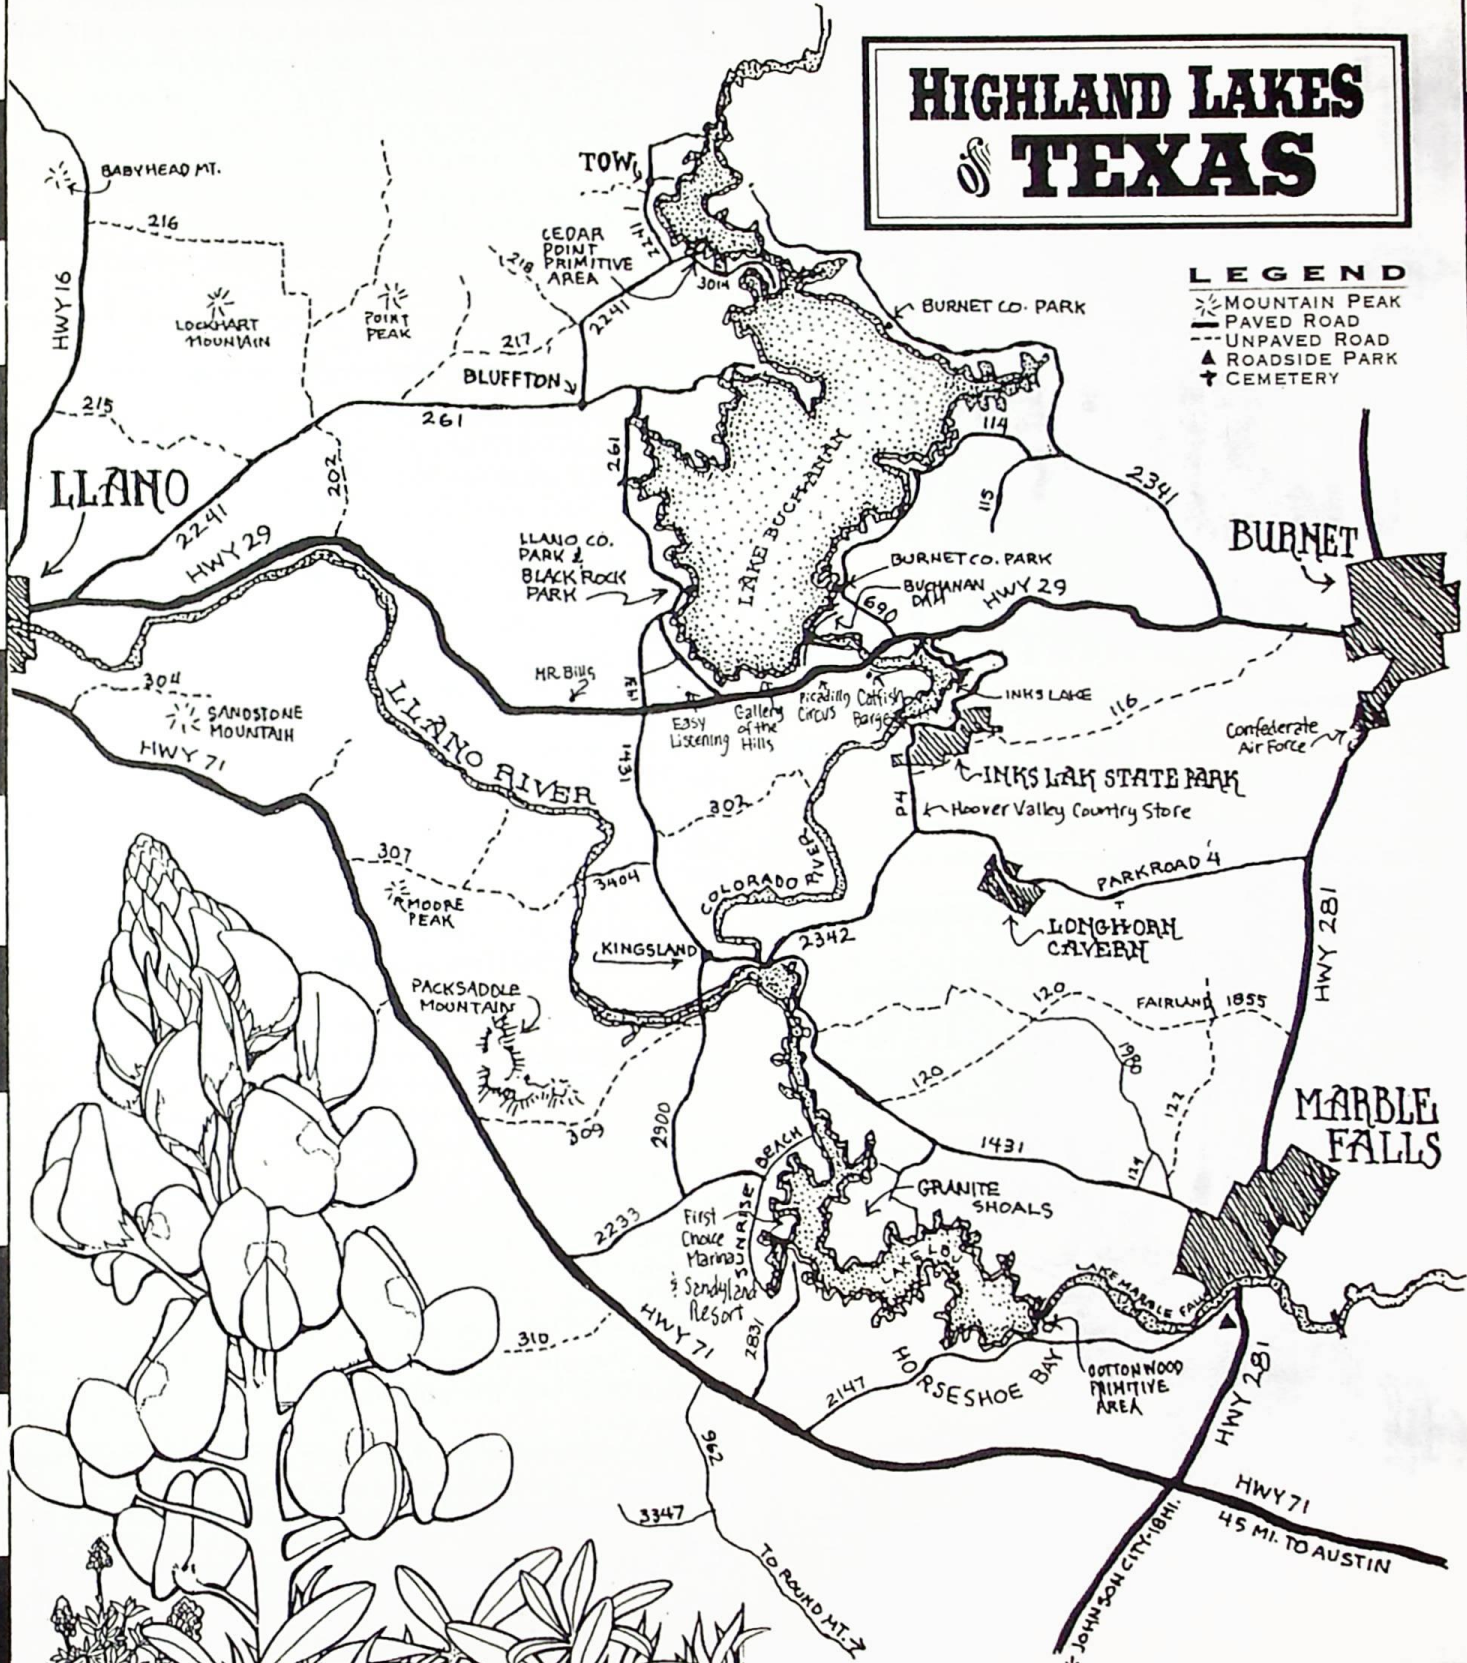 HIGHLAND LAKES
OF TEXAS
LEGEND
MOUNTAIN PEAK
PAVED ROAD
UNPAVED ROAD
ROADSIDE PARK
CEMETERY
TOW
BABYHEAD MT.
216
HWY 16
2241
CEDAR
POINT
PRIMITIVE
AREA
218
3014
2241
BURNET CO. PARK
LOCKHART
MOUNTAIN
POINT
PEAK
217
BLUFFTON
215
261
114
261
202
LLANO
115
2341
2241
HWY 29
LAKE BUCHANAN
BURNET
LLANO CO.
PARK &
BLACK ROCK
PARK
BURNET CO. PARK
BUCHANAN
DAM
690
HWY 29
MR. Bills
1431
304
SANDSTONE
MOUNTAIN
INKS LAKE
116
Easy
Listening
Gallery
of the
Hills
Picadilly
Circus
Catfish
Barge
Confederate
Air Force
HWY 71
LLANO RIVER
1431
INKS LAK STATE PARK
P4
Hoover Valley Country Store
302
307
3404
COLORADO RIVER
PARK ROAD 4
MOORE
PEAK
LONGHORN
CAVERN
HWY 281
2342
KINGSLAND
PACKSADDLE
MOUNTAIN
120
FAIRLAND
1855
1980
120
122
MARBLE
FALLS
309
2900
BEACH
1431
124
GRANITE
SHOALS
SUNRISE
2233
First
Choice
Marina
& Sandyland
Resort
LAKE LBJ
LAKE MARBLE FALLS
HWY 71
310
2831
HORSESHOE BAY
COTTONWOOD
PRIMITIVE
AREA
2147
HWY 281
962
3347
HWY 71
45 MI. TO AUSTIN
TO ROUND MT.
JOHNSON CITY-18MI.